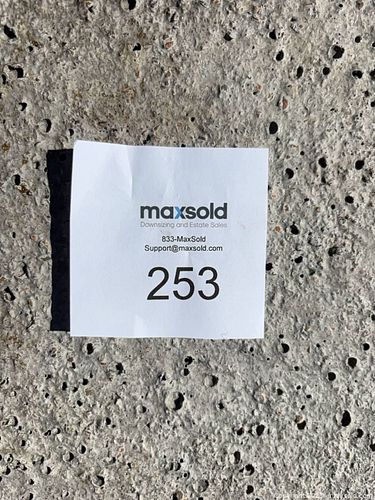 maxsold
Downsizing and Estate Sales
833-MaxSold
Support@maxsold.com
253